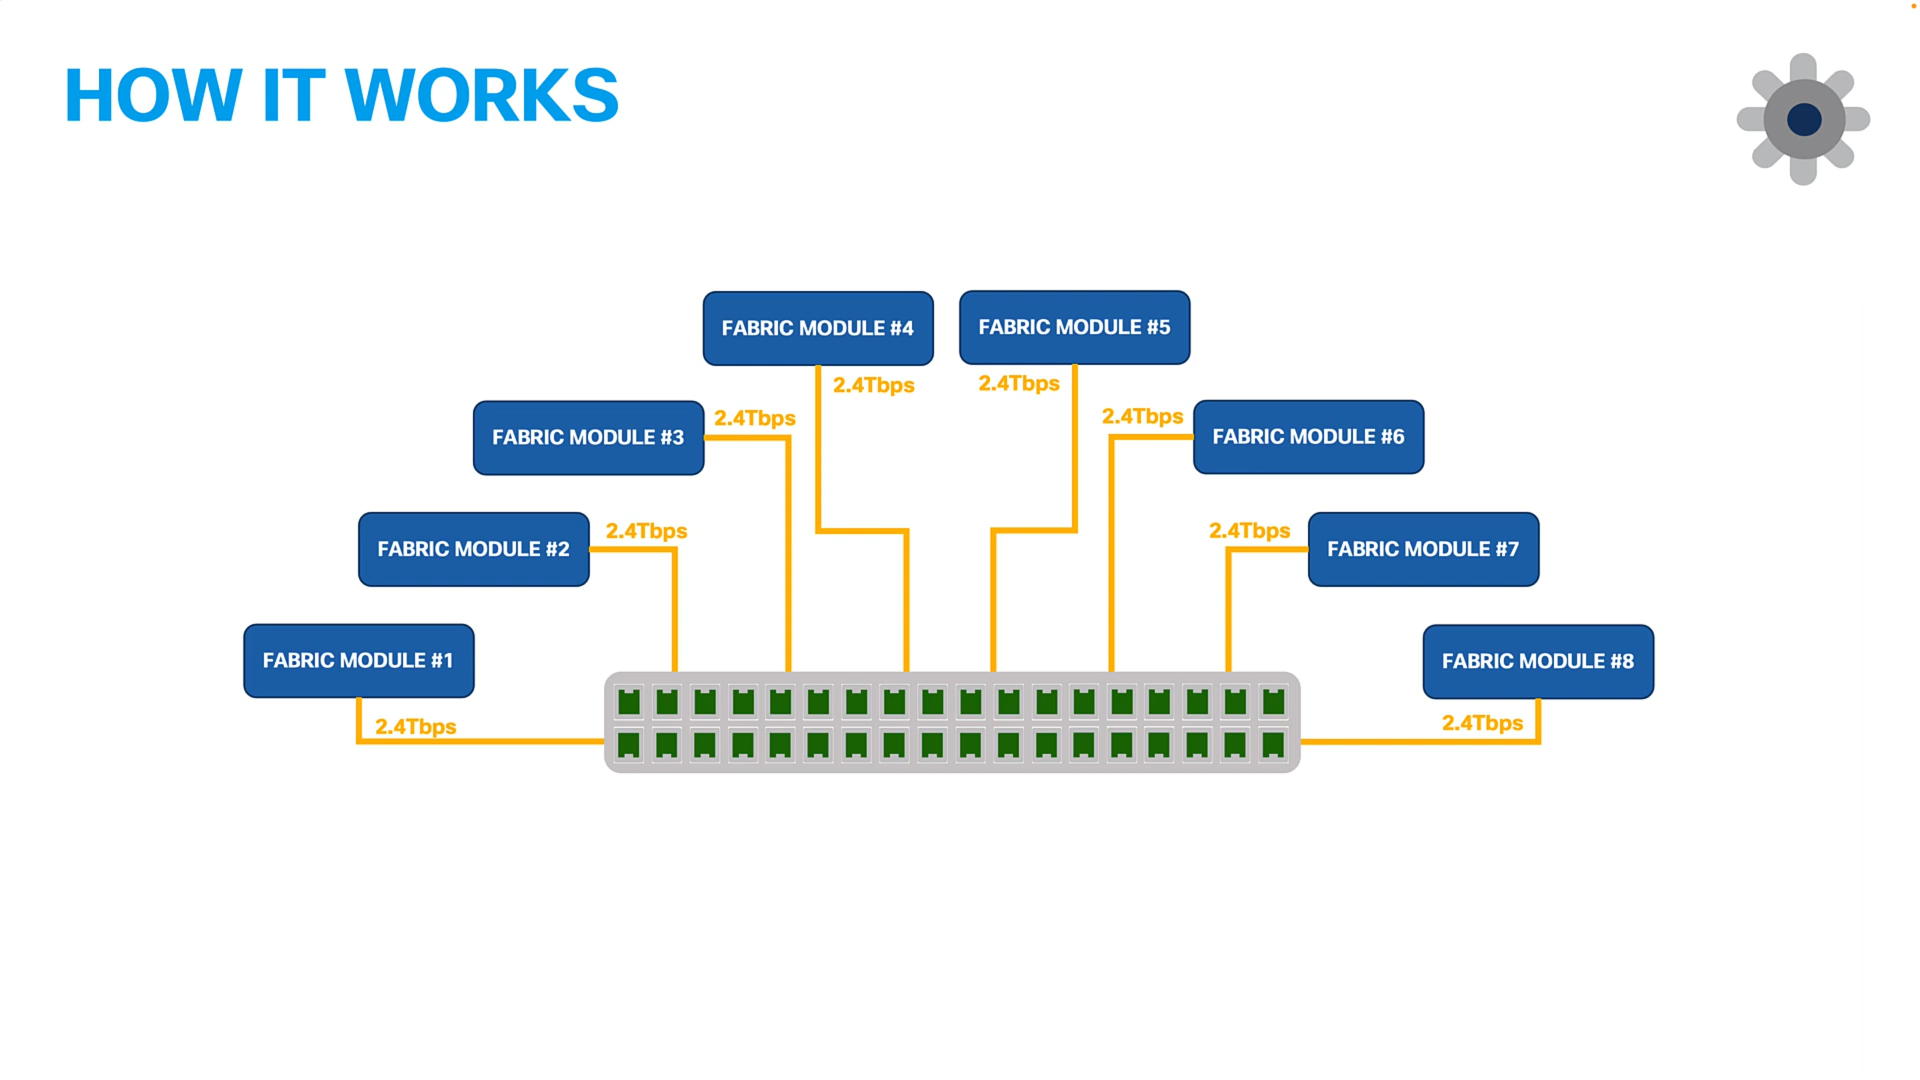 HOW IT WORKS
FABRIC MODULE #4
FABRIC MODULE #5
2.4Tbps
2.4Tbps
FABRIC MODULE #3
2.4Tbps
2.4Tbps
FABRIC MODULE #6
FABRIC MODULE #2
2.4Tbps
2.4Tbps
FABRIC MODULE #7
FABRIC MODULE #1
2.4Tbps
FABRIC MODULE #8
2.4Tbps